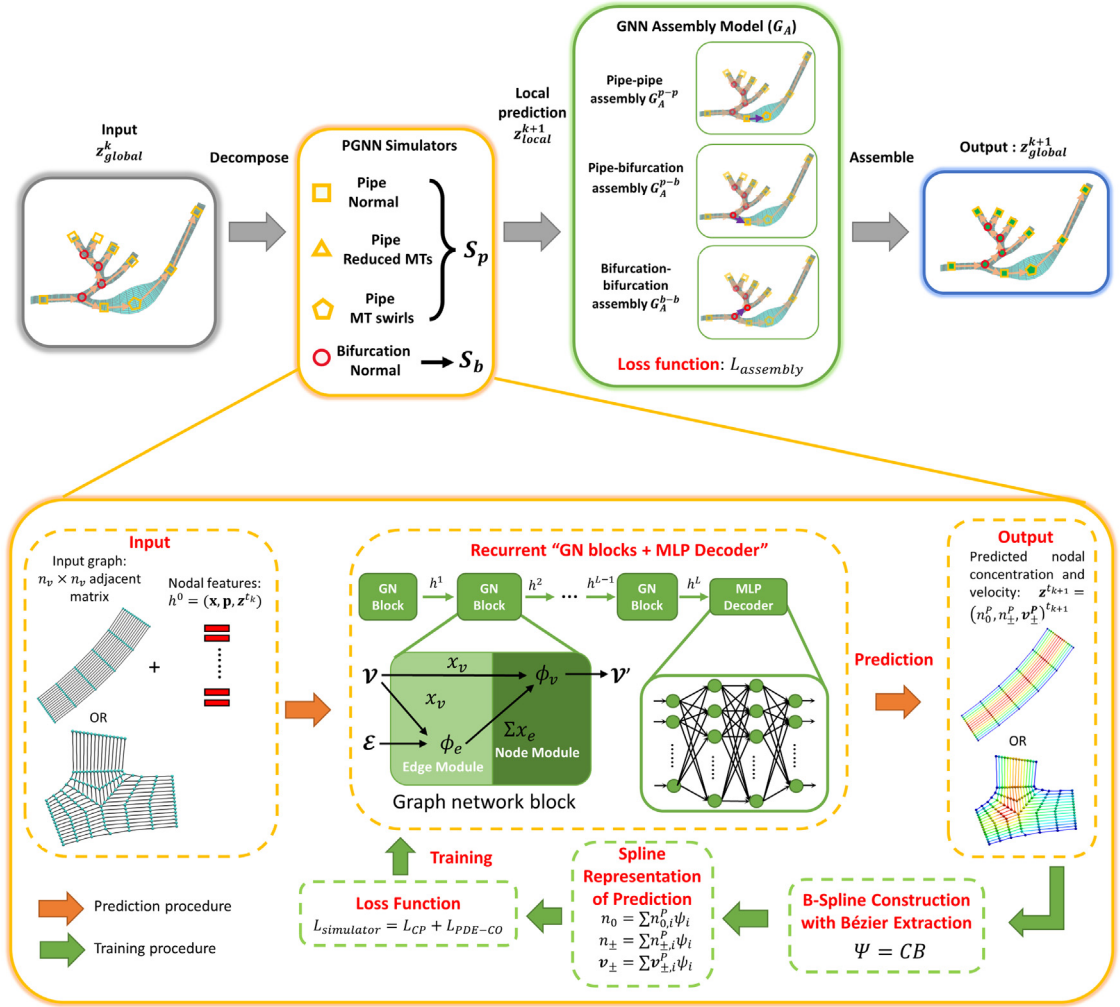 Input
z^k_global
Decompose
PGNN Simulators
Pipe
Normal
Pipe
Reduced MTs
Pipe
MT swirls
S_p
Bifurcation
Normal
S_b
Local
prediction
z^{k+1}_local
GNN Assembly Model (G_A)
Pipe-pipe
assembly G_A^{p-p}
Pipe-bifurcation
assembly G_A^{p-b}
Bifurcation-
bifurcation
assembly G_A^{b-b}
Loss function: L_assembly
Assemble
Output : z^{k+1}_global
Input
Input graph:
n_v × n_v adjacent
matrix
Nodal features:
h^0 = (x, p, z^{t_k})
+
OR
Recurrent "GN blocks + MLP Decoder"
GN
Block
h^1
GN
Block
h^2
···
h^{L−1}
GN
Block
h^L
MLP
Decoder
𝒱
x_v
ϕ_v
𝒱′
x_v
ℰ
ϕ_e
Σx_e
Edge Module
Node Module
Graph network block
Prediction
Output
Predicted nodal
concentration and
velocity: z^{t_{k+1}} =
(n_0^P, n_±^P, v_±^P)^{t_{k+1}}
OR
Training
Loss Function
L_simulator = L_CP + L_PDE−CO
Spline
Representation
of Prediction
n_0 = Σn_{0,i}^P ψ_i
n_± = Σn_{±,i}^P ψ_i
v_± = Σv_{±,i}^P ψ_i
B-Spline Construction
with Bézier Extraction
Ψ = CB
Prediction procedure
Training procedure